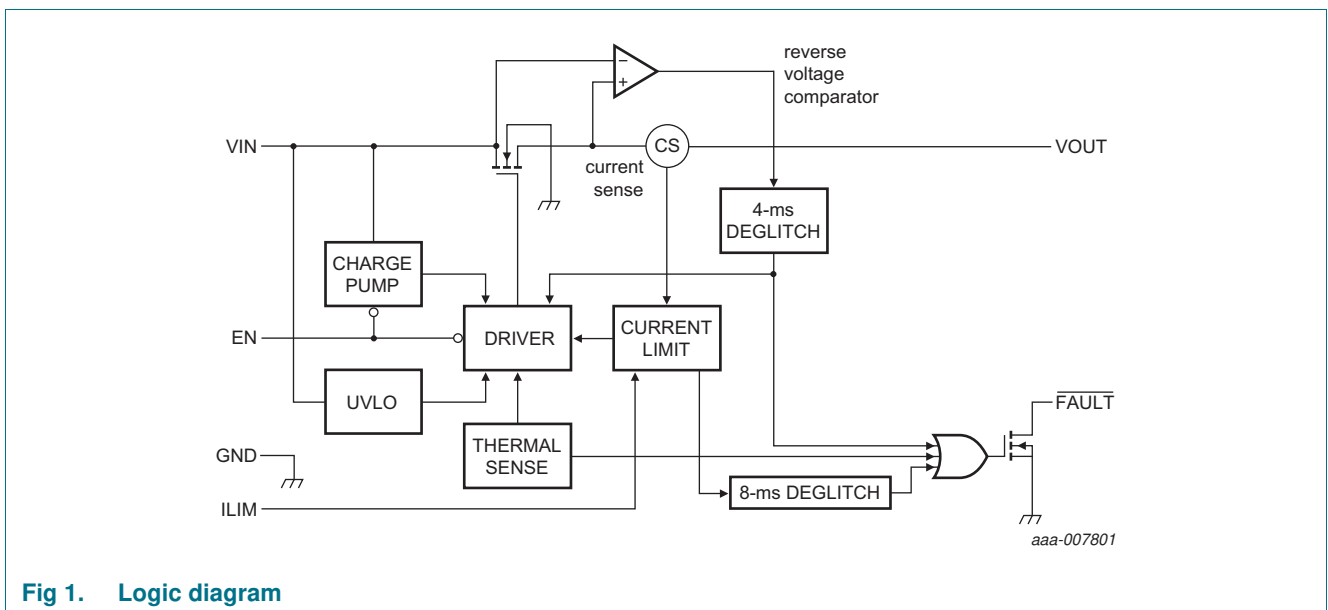 reverse
voltage
comparator
−
+
VIN
CS
VOUT
current
sense
4-ms
DEGLITCH
CHARGE
PUMP
EN
DRIVER
CURRENT
LIMIT
UVLO
FAULT
GND
THERMAL
SENSE
8-ms DEGLITCH
ILIM
aaa-007801
Fig 1. Logic diagram